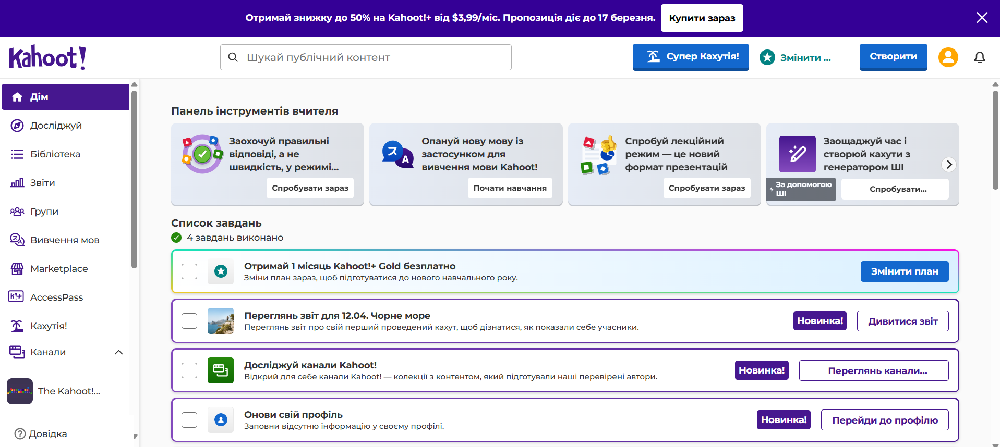 Отримай знижку до 50% на Kahoot!+ від $3,99/міс. Пропозиція діє до 17 березня.
Купити зараз
Kahoot!
Шукай публічний контент
Супер Кахутія!
Змінити ...
Створити
Дім
Досліджуй
Бібліотека
Звіти
Групи
Вивчення мов
Marketplace
K!+ AccessPass
Кахутія!
Канали
The Kahoot!...
Довідка
Панель інструментів вчителя
Заохочуй правильні
відповіді, а не
швидкість, у режимі...
Спробувати зараз
Опануй нову мову із
застосунком для
вивчення мови Kahoot!
Почати навчання
Спробуй лекційний
режим — це новий
формат презентацій
Спробувати зараз
Заощаджуй час і
створюй кахути з
генератором ШІ
За допомогою
ШІ
Спробувати...
Список завдань
4 завдань виконано
Отримай 1 місяць Kahoot!+ Gold безплатно
Зміни план зараз, щоб підготуватися до нового навчального року.
Змінити план
Переглянь звіт для 12.04. Чорне море
Переглянь звіт про свій перший проведений кахут, щоб дізнатися, як показали себе учасники.
Новинка!
Дивитися звіт
Досліджуй канали Kahoot!
Відкрий для себе канали Kahoot! — колекції з контентом, який підготували наші перевірені автори.
Новинка!
Переглянь канали...
Онови свій профіль
Заповни відсутню інформацію у своєму профілі.
Новинка!
Перейди до профілю